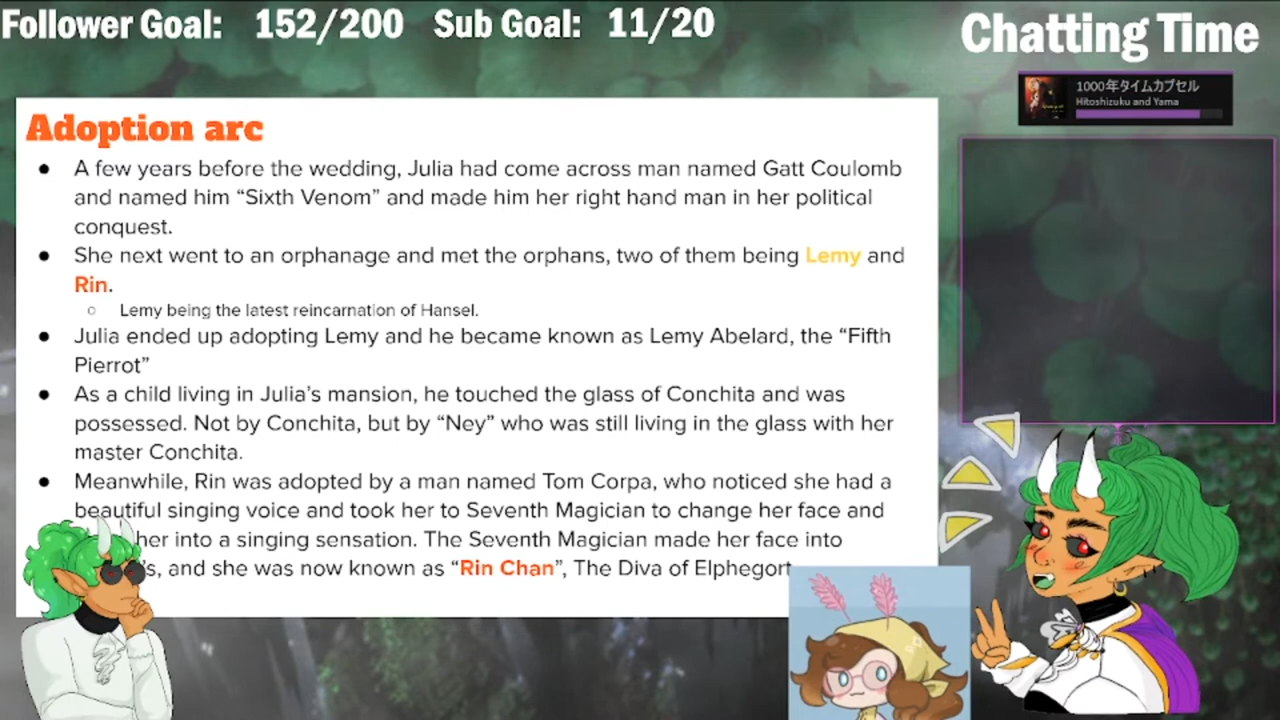 Follower Goal: 152/200 Sub Goal: 11/20
Chatting Time
1000年タイムカプセル
Hitoshizuku and Yama
Adoption arc
● A few years before the wedding, Julia had come across man named Gatt Coulomb
and named him “Sixth Venom” and made him her right hand man in her political
conquest.
● She next went to an orphanage and met the orphans, two of them being Lemy and
Rin.
○ Lemy being the latest reincarnation of Hansel.
● Julia ended up adopting Lemy and he became known as Lemy Abelard, the “Fifth
Pierrot”
● As a child living in Julia’s mansion, he touched the glass of Conchita and was
possessed. Not by Conchita, but by “Ney” who was still living in the glass with her
master Conchita.
● Meanwhile, Rin was adopted by a man named Tom Corpa, who noticed she had a
beautiful singing voice and took her to Seventh Magician to change her face and
her into a singing sensation. The Seventh Magician made her face into
’s, and she was now known as “Rin Chan”, The Diva of Elphegort